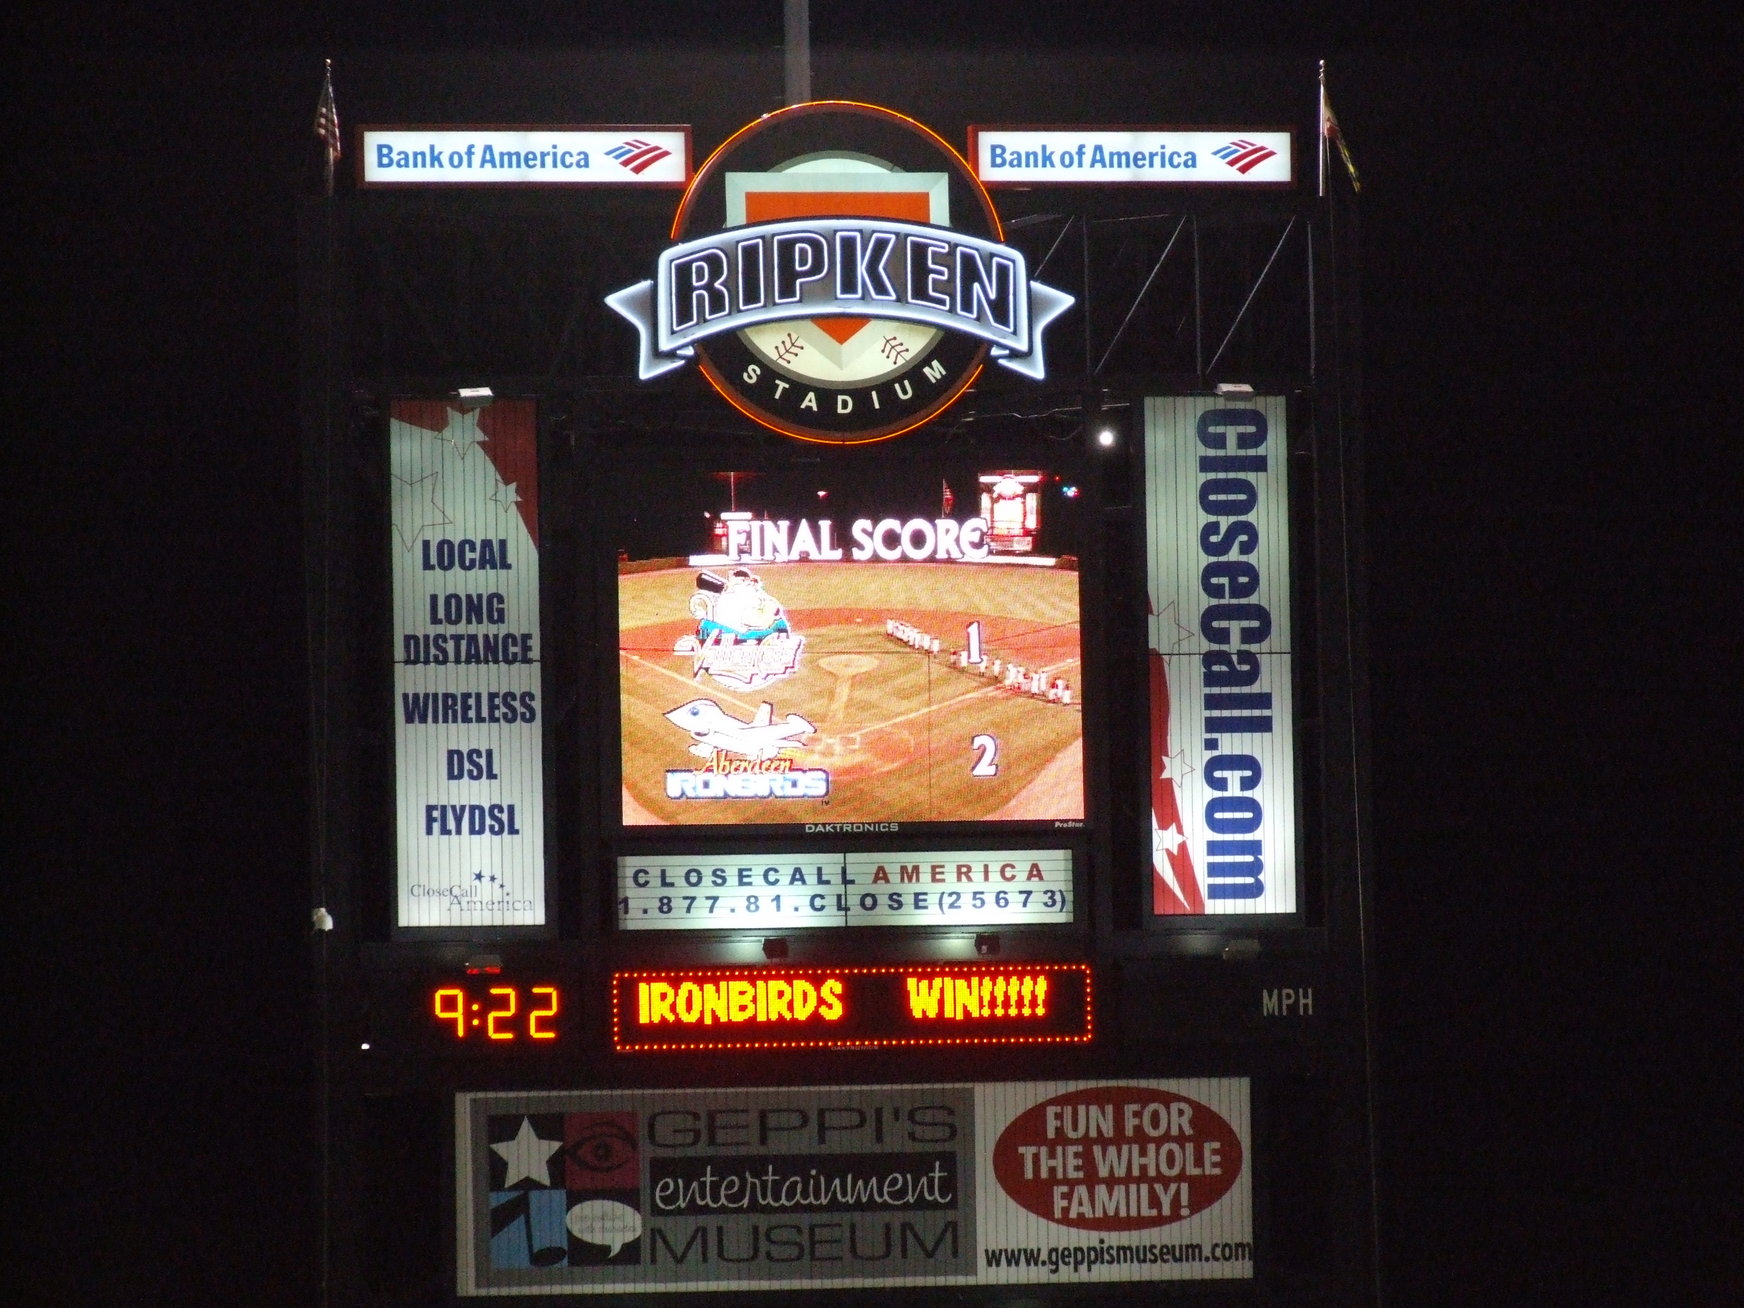 Bank of America
Bank of America
RIPKEN
STADIUM
LOCAL
LONG
DISTANCE
WIRELESS
DSL
FLYDSL
CloseCall
America
FINAL SCORE
1
Aberdeen
IRONBIRDS
2
DAKTRONICS
ProStar
closecall.com
CLOSECALL AMERICA
1.877.81.CLOSE(25673)
9:22
IRONBIRDS WIN!!!!!
MPH
DAKTRONICS
GEPPI'S
entertainment
MUSEUM
FUN FOR
THE WHOLE
FAMILY!
www.geppismuseum.com